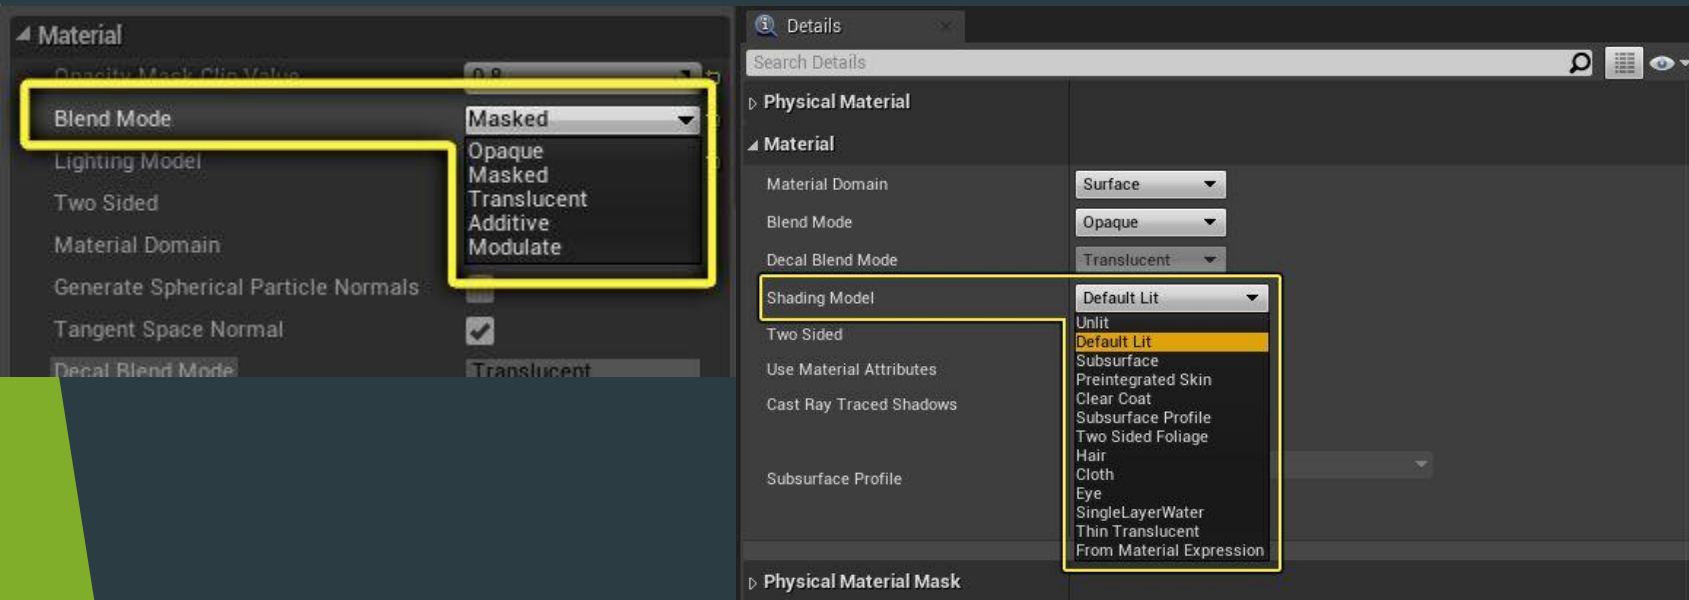 Material
Opacity Mask Clip Value 0.8
Blend Mode Masked
Opaque
Lighting Model
Masked
Two Sided
Translucent
Additive
Material Domain
Modulate
Generate Spherical Particle Normals
Tangent Space Normal
Decal Blend Mode Translucent
Details
Search Details
Physical Material
Material
Material Domain Surface
Blend Mode Opaque
Decal Blend Mode Translucent
Shading Model Default Lit
Unlit
Two Sided
Default Lit
Subsurface
Use Material Attributes
Preintegrated Skin
Clear Coat
Cast Ray Traced Shadows
Subsurface Profile
Two Sided Foliage
Hair
Cloth
Subsurface Profile
Eye
SingleLayerWater
Thin Translucent
From Material Expression
Physical Material Mask